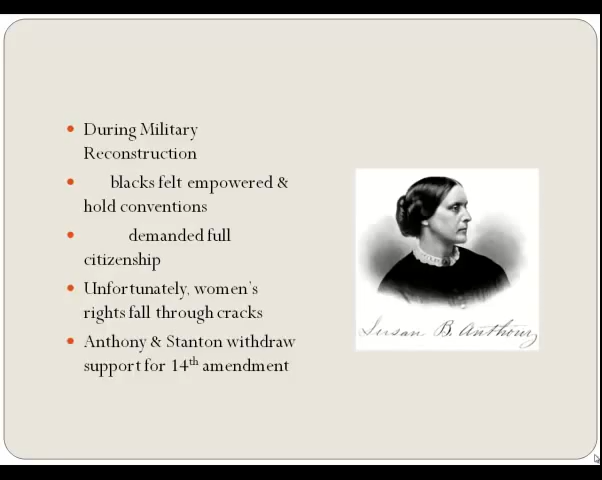 During Military
Reconstruction
blacks felt empowered &
hold conventions
demanded full
citizenship
Unfortunately, women's
rights fall through cracks
Anthony & Stanton withdraw
support for 14th amendment
Susan B. Anthony